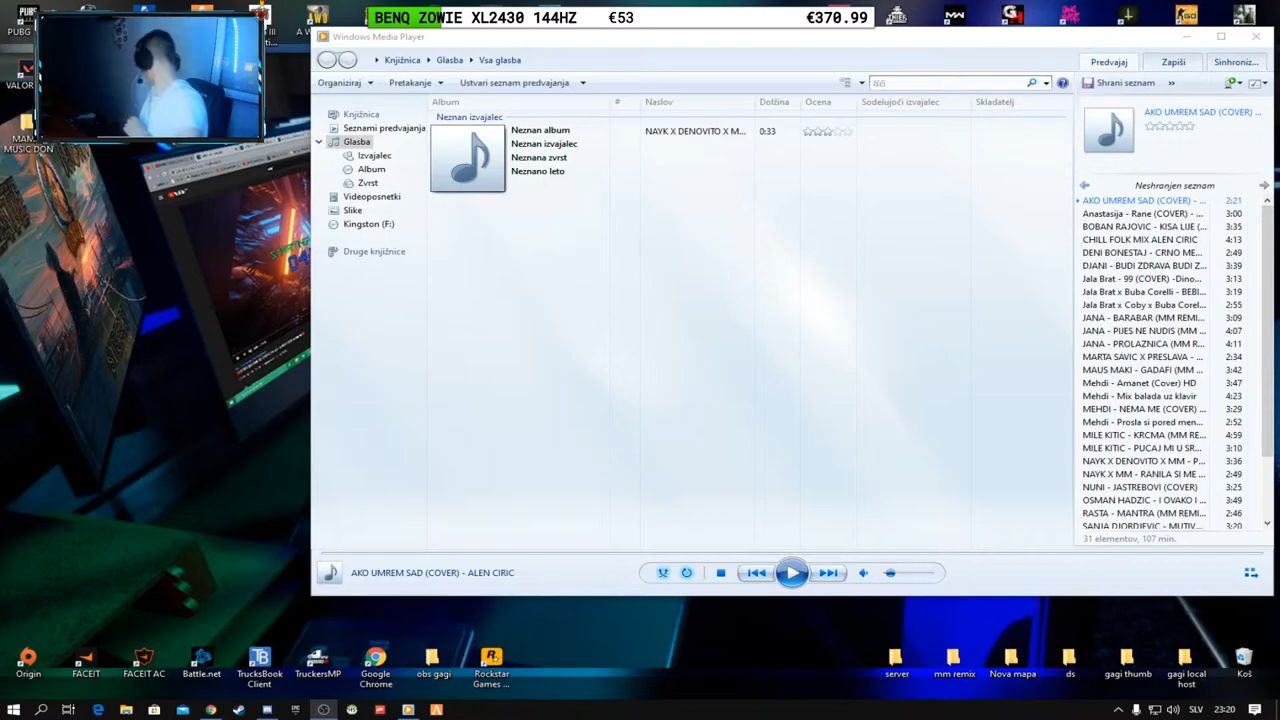 BENQ ZOWIE XL2430 144HZ €53 €370.99
PUBG
VALOR
MAM
MUSIC DON
Windows Media Player
Knjižnica Glasba Vsa glasba
Predvajaj Zapiši Sinhroniz...
Organiziraj Pretakanje Ustvari seznam predvajanja Išči Shrani seznam »
Album # Naslov Dolžina Ocena Sodelujoči izvajalec Skladatelj
Knjižnica
Seznami predvajanja
Glasba
Izvajalec
Album
Zvrst
Videoposnetki
Slike
Kingston (F:)
Druge knjižnice
Neznan izvajalec
Neznan album
Neznan izvajalec
Neznana zvrst
Neznano leto
NAYK X DENOVITO X M... 0:33
AKO UMREM SAD (COVER) ...
Neshranjen seznam
AKO UMREM SAD (COVER) - ... 2:21
Anastasija - Rane (COVER) - ... 3:00
BOBAN RAJOVIC - KISA LIJE (... 3:35
CHILL FOLK MIX ALEN CIRIC 4:13
DENI BONESTAJ - CRNO ME... 2:49
DJANI - BUDI ZDRAVA BUDI Z... 3:39
Jala Brat - 99 (COVER) -Dino... 3:13
Jala Brat x Buba Corelli - BEBI... 3:19
Jala Brat x Coby x Buba Corel... 2:55
JANA - BARABAR (MM REMI... 3:09
JANA - PIJES NE NUDIS (MM ... 4:07
JANA - PROLAZNICA (MM R... 4:11
MARTA SAVIC X PRESLAVA - ... 2:34
MAUS MAKI - GADAFI (MM ... 3:42
Mehdi - Amanet (Cover) HD 3:47
Mehdi - Mix balada uz klavir 4:23
MEHDI - NEMA ME (COVER) ... 3:29
Mehdi - Prosla si pored men... 2:52
MILE KITIC - KRCMA (MM RE... 4:59
MILE KITIC - PUCAJ MI U SR... 3:10
NAYK X DENOVITO X MM - P... 3:36
NAYK X MM - RANILA SI ME ... 2:49
NUNI - JASTREBOVI (COVER) 3:25
OSMAN HADZIC - I OVAKO I ... 3:49
RASTA - MANTRA (MM REMI... 2:46
SANJA DJORDJEVIC - MUTIV... 3:20
31 elementov, 107 min.
AKO UMREM SAD (COVER) - ALEN CIRIC
Origin
FACEIT
FACEIT AC
Battle.net
TrucksBook
Client
TruckersMP
Google
Chrome
obs gagi
Rockstar
Games ...
server
mm remix
Nova mapa
ds
gagi thumb
gagi local
host
Koš
SLV 23:20